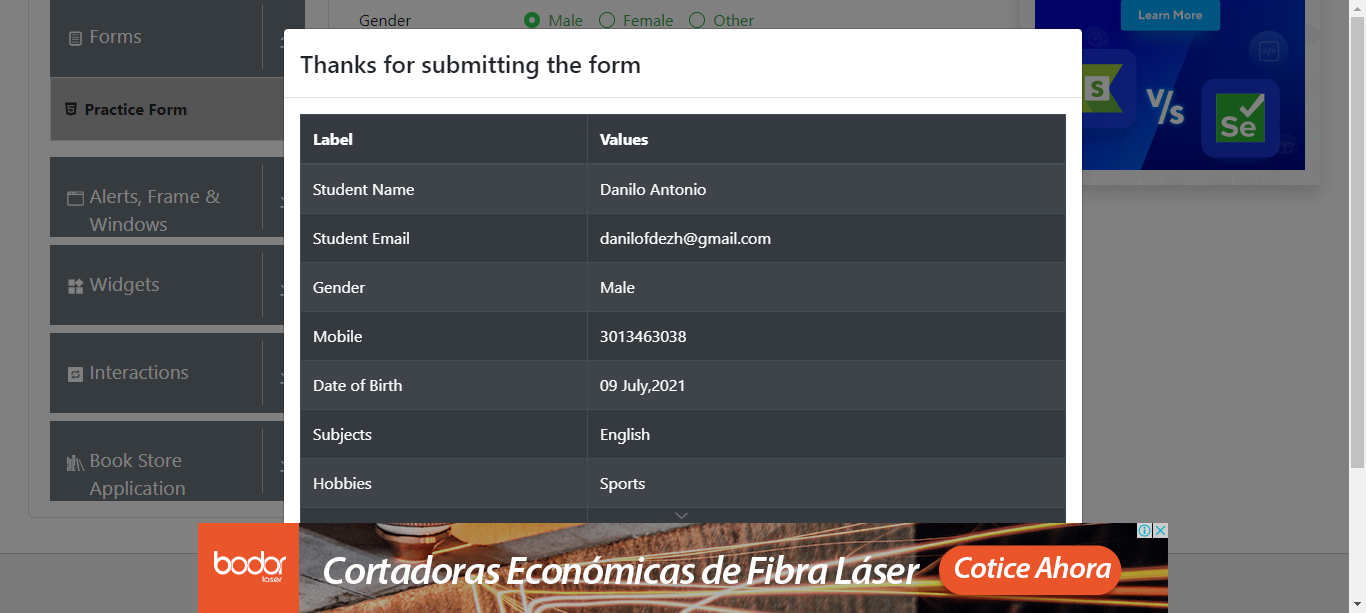 Gender Male Female Other
Learn More
Forms
Thanks for submitting the form
Practice Form
S
V/s
Se
Label Values
Student Name Danilo Antonio
Student Email danilofdezh@gmail.com
Gender Male
Mobile 3013463038
Date of Birth 09 July,2021
Subjects English
Hobbies Sports
Alerts, Frame &
Windows
Widgets
Interactions
Book Store
Application
bodor
laser
Cortadoras Económicas de Fibra Láser
Cotice Ahora